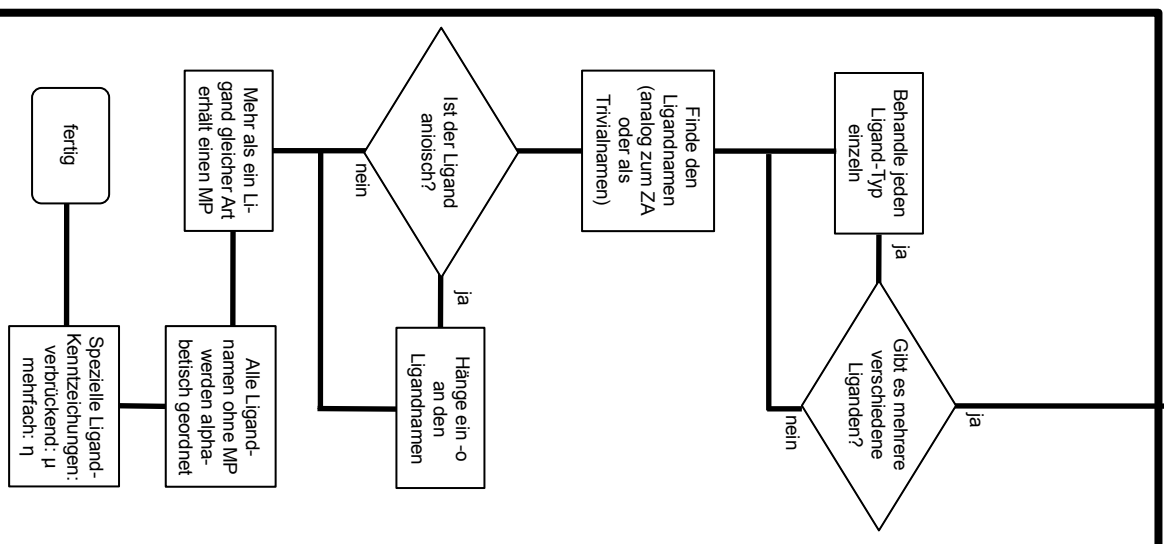 ja
Gibt es mehrere
verschiedene
Liganden?
nein
ja
Behandle jeden
Ligand-Typ
einzeln
Finde den
Ligandnamen
(analog zum ZA
oder als
Trivialnamen)
Ist der Ligand
anioisch?
ja
nein
Hänge ein -o
an den
Ligandnamen
Mehr als ein Li-
gand gleicher Art
erhält einen MP
Alle Ligand-
namen ohne MP
werden alpha-
betisch geordnet
Spezielle Ligand-
Kenntzeichungen:
verbrückend: µ
mehrfach: η
fertig